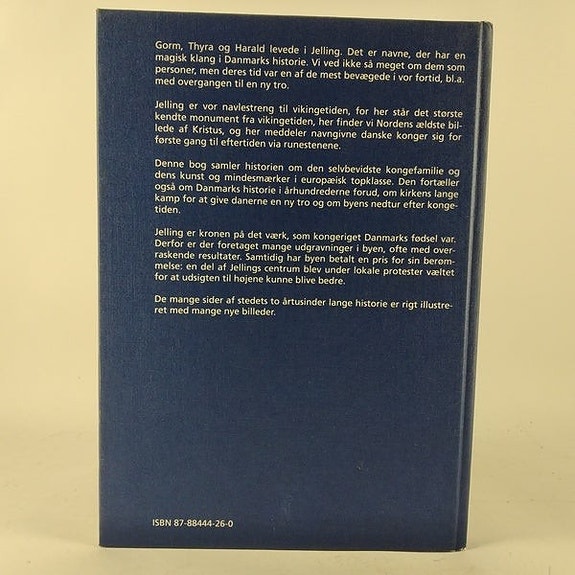 Gorm, Thyra og Harald levede i Jelling. Det er navne, der har en
magisk klang i Danmarks historie. Vi ved ikke så meget om dem som
personer, men deres tid var en af de mest bevægede i vor fortid, bl.a.
med overgangen til en ny tro.
Jelling er vor navlestreng til vikingetiden, for her står det største
kendte monument fra vikingetiden, her finder vi Nordens ældste bil-
lede af Kristus, og her meddeler navngivne danske konger sig for
første gang til eftertiden via runestenene.
Denne bog samler historien om den selvbevidste kongefamilie og
dens kunst og mindesmærker i europæisk topklasse. Den fortæller
også om Danmarks historie i århundrederne forud, om kirkens lange
kamp for at give danerne en ny tro og om byens nedtur efter konge-
tiden.
Jelling er kronen på det værk, som kongeriget Danmarks fødsel var.
Derfor er der foretaget mange udgravninger i byen, ofte med over-
raskende resultater. Samtidig har byen betalt en pris for sin berøm-
melse: en del af Jellings centrum blev under lokale protester væltet
for at udsigten til højene kunne blive bedre.
De mange sider af stedets to årtusinder lange historie er rigt illustre-
ret med mange nye billeder.
ISBN 87-88444-26-0